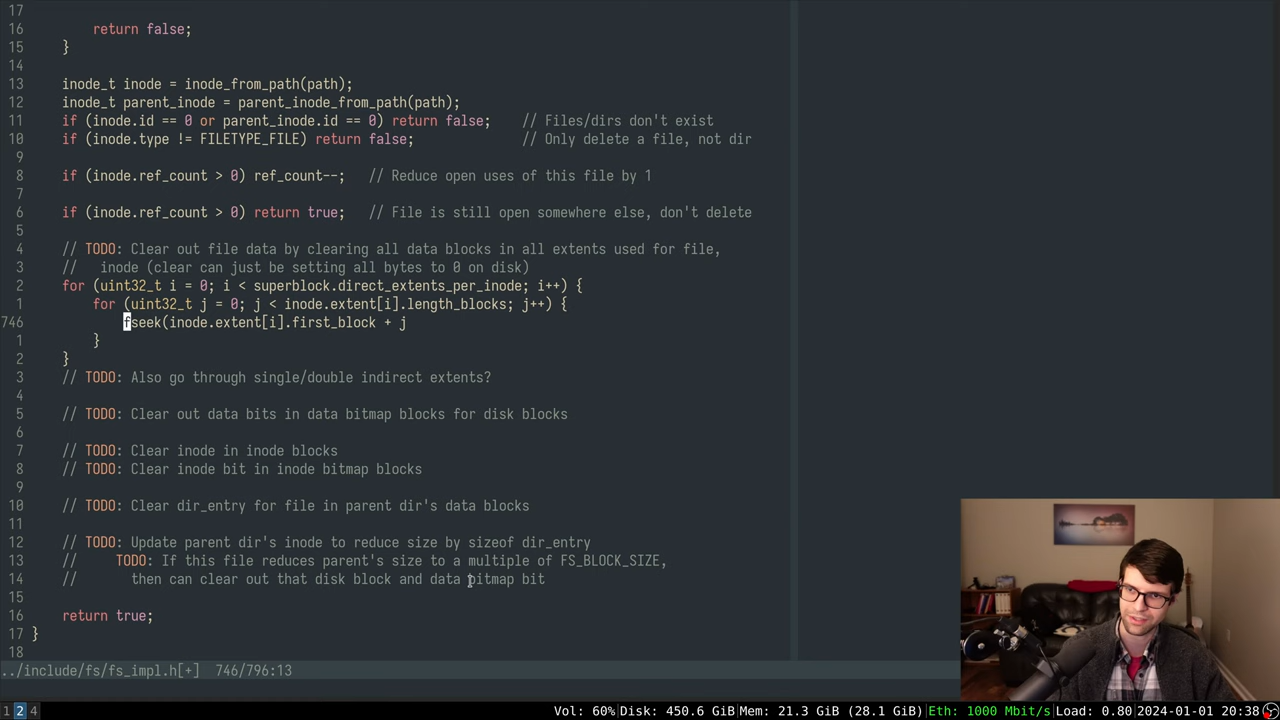 17
16 return false;
15 }
14
13 inode_t inode = inode_from_path(path);
12 inode_t parent_inode = parent_inode_from_path(path);
11 if (inode.id == 0 or parent_inode.id == 0) return false; // Files/dirs don't exist
10 if (inode.type != FILETYPE_FILE) return false; // Only delete a file, not dir
9
8 if (inode.ref_count > 0) ref_count--; // Reduce open uses of this file by 1
7
6 if (inode.ref_count > 0) return true; // File is still open somewhere else, don't delete
5
4 // TODO: Clear out file data by clearing all data blocks in all extents used for file,
3 // inode (clear can just be setting all bytes to 0 on disk)
2 for (uint32_t i = 0; i < superblock.direct_extents_per_inode; i++) {
1 for (uint32_t j = 0; j < inode.extent[i].length_blocks; j++) {
746 fseek(inode.extent[i].first_block + j
1 }
2 }
3 // TODO: Also go through single/double indirect extents?
4
5 // TODO: Clear out data bits in data bitmap blocks for disk blocks
6
7 // TODO: Clear inode in inode blocks
8 // TODO: Clear inode bit in inode bitmap blocks
9
10 // TODO: Clear dir_entry for file in parent dir's data blocks
11
12 // TODO: Update parent dir's inode to reduce size by sizeof dir_entry
13 // TODO: If this file reduces parent's size to a multiple of FS_BLOCK_SIZE,
14 // then can clear out that disk block and data bitmap bit
15
16 return true;
17 }
18
../include/fs/fs_impl.h[+] 746/796:13
1 2 4 Vol: 60%|Disk: 450.6 GiB|Mem: 21.3 GiB (28.1 GiB)|Eth: 1000 Mbit/s|Load: 0.80|2024-01-01 20:38